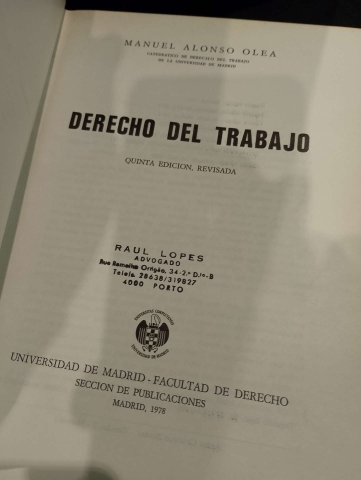 MANUEL ALONSO OLEA
CATEDRATICO DE DERECHO DEL TRABAJO
DE LA UNIVERSIDAD DE MADRID
DERECHO DEL TRABAJO
QUINTA EDICION, REVISADA
RAUL LOPES
ADVOGADO
Rua Ramalho Ortigão, 34-2.º D.to-B
Telefs. 28638/319827
4000 PORTO
UNIVERSIDAD DE MADRID - FACULTAD DE DERECHO
SECCION DE PUBLICACIONES
MADRID, 1978